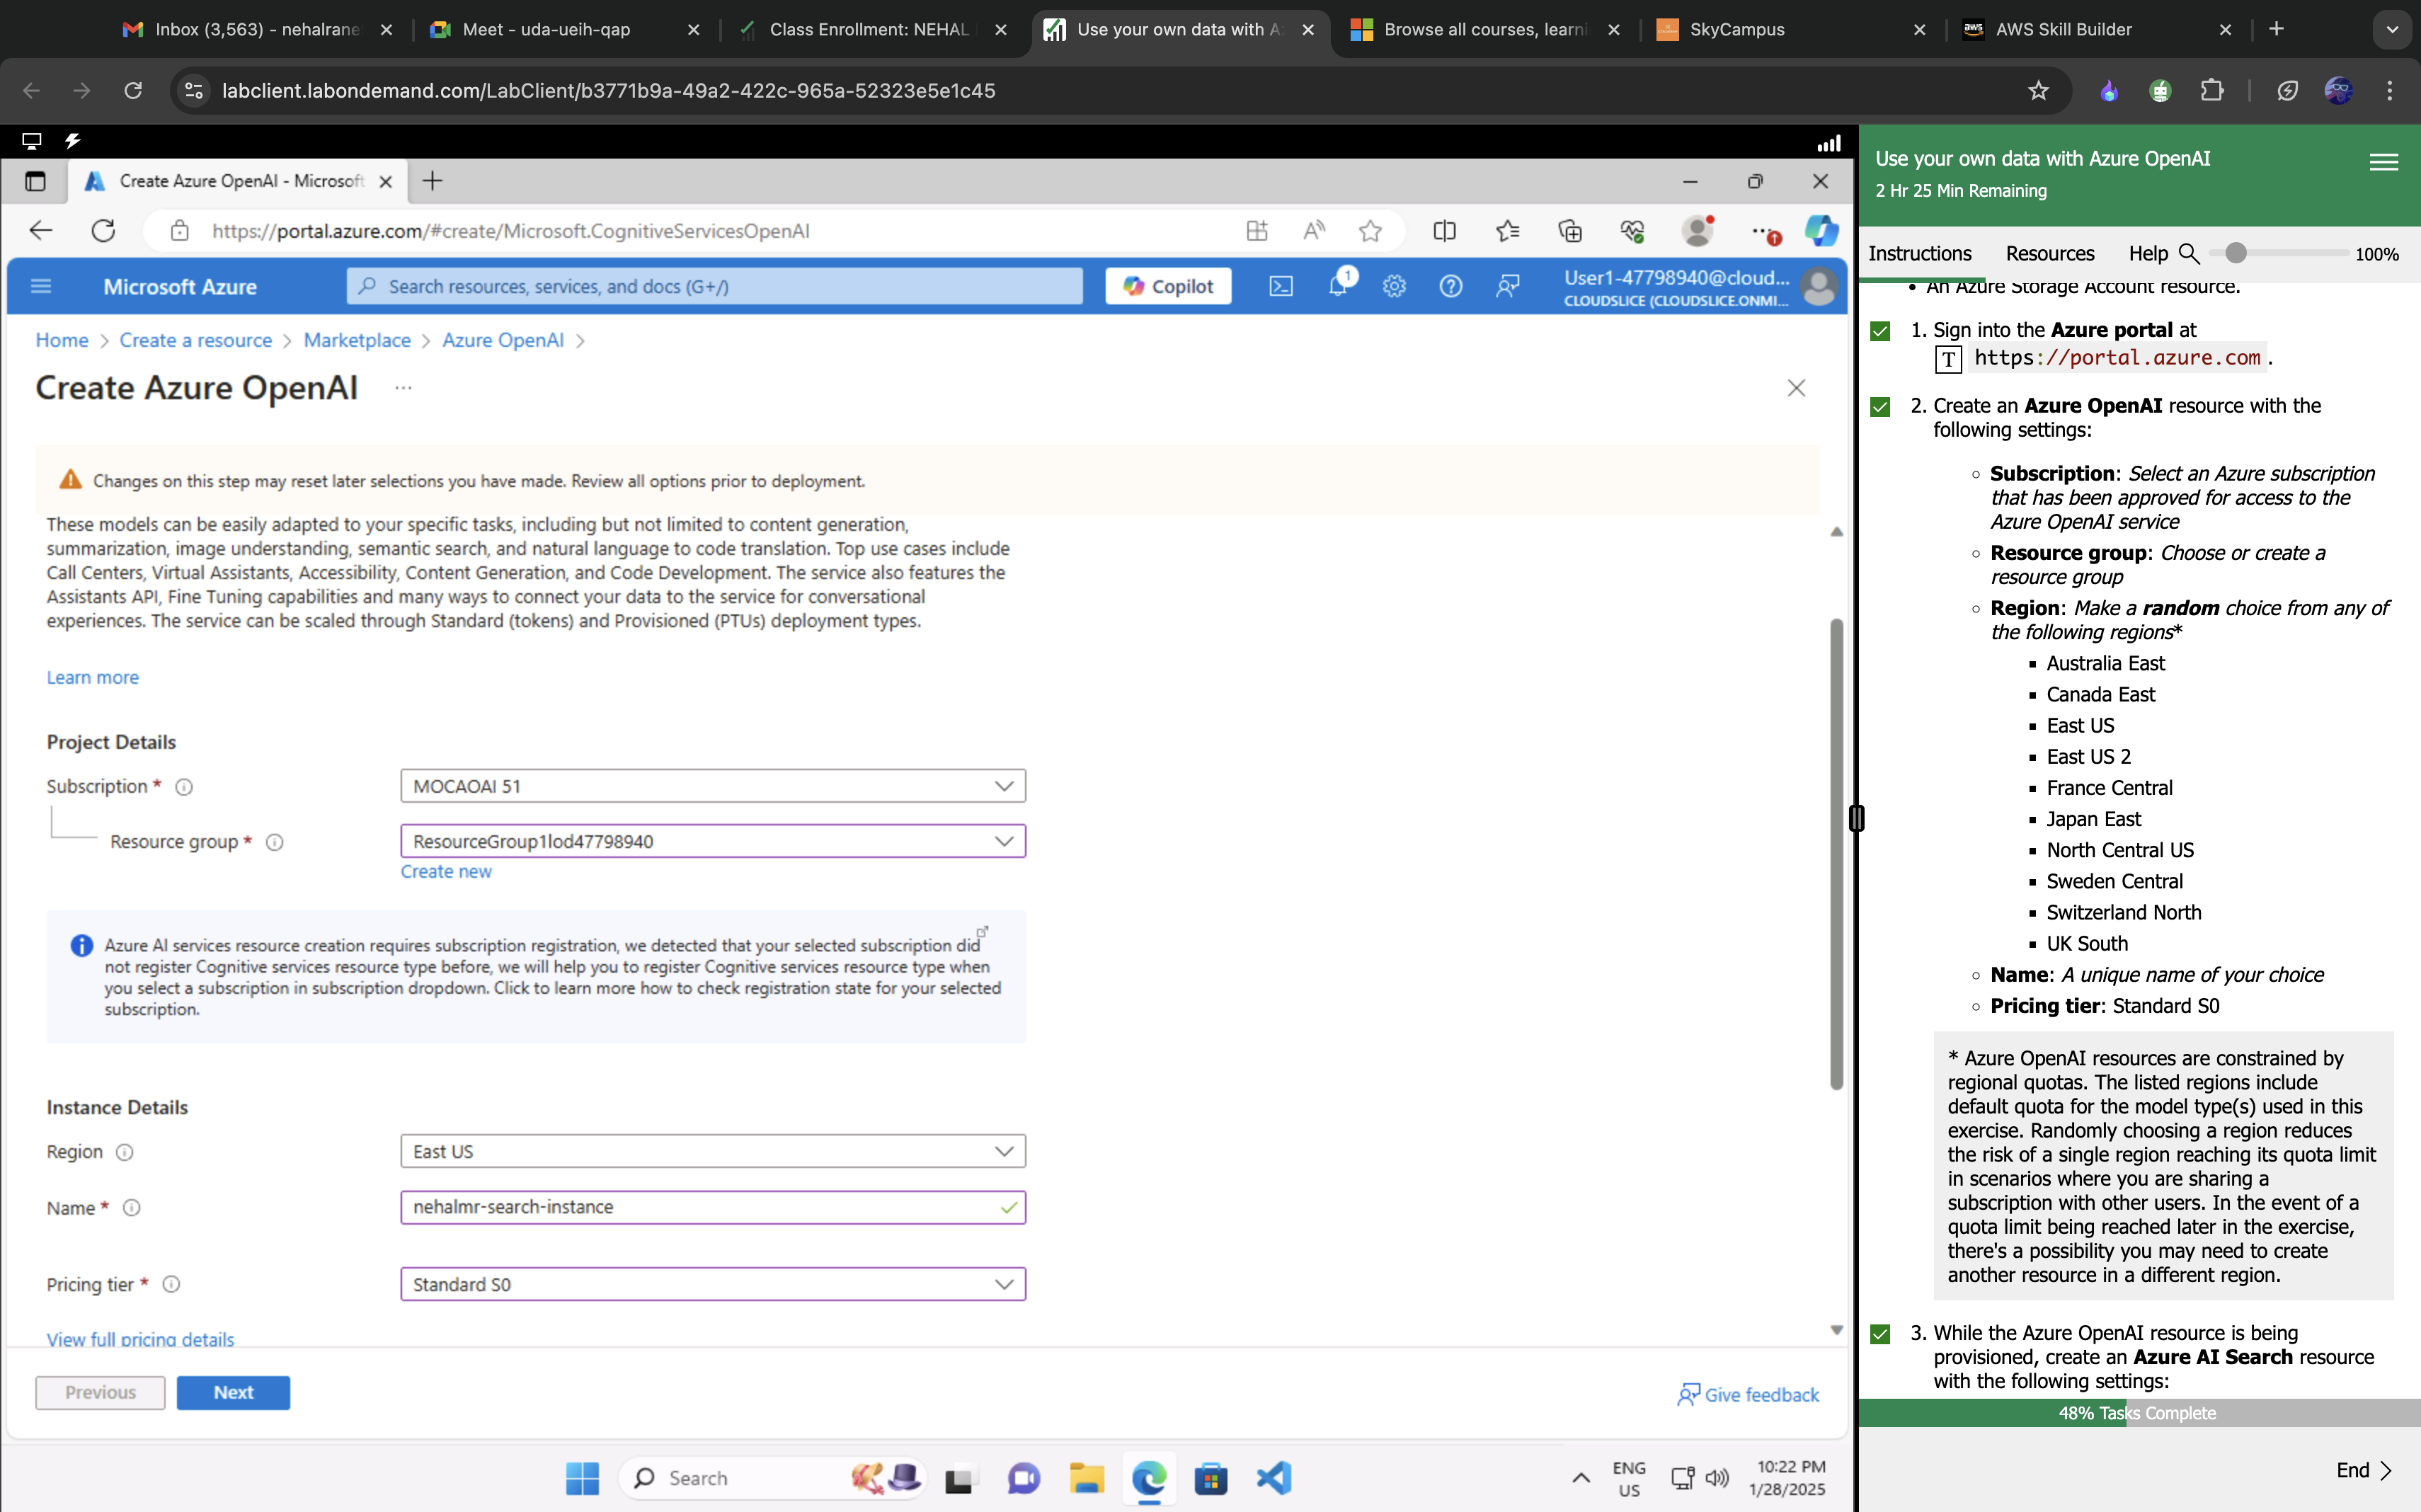 Inbox (3,563) - nehalrane
Meet - uda-ueih-qap
Class Enrollment: NEHAL
Use your own data with A
Browse all courses, learni
SkyCampus
aws
AWS Skill Builder
labclient.labondemand.com/LabClient/b3771b9a-49a2-422c-965a-52323e5e1c45
Create Azure OpenAI - Microsoft
https://portal.azure.com/#create/Microsoft.CognitiveServicesOpenAI
Microsoft Azure
Search resources, services, and docs (G+/)
Copilot
1
User1-47798940@cloud...
CLOUDSLICE (CLOUDSLICE.ONMI...
Home > Create a resource > Marketplace > Azure OpenAI >
Create Azure OpenAI ...
Changes on this step may reset later selections you have made. Review all options prior to deployment.
These models can be easily adapted to your specific tasks, including but not limited to content generation,
summarization, image understanding, semantic search, and natural language to code translation. Top use cases include
Call Centers, Virtual Assistants, Accessibility, Content Generation, and Code Development. The service also features the
Assistants API, Fine Tuning capabilities and many ways to connect your data to the service for conversational
experiences. The service can be scaled through Standard (tokens) and Provisioned (PTUs) deployment types.
Learn more
Project Details
Subscription *
MOCAOAI 51
Resource group *
ResourceGroup1lod47798940
Create new
Azure AI services resource creation requires subscription registration, we detected that your selected subscription did
not register Cognitive services resource type before, we will help you to register Cognitive services resource type when
you select a subscription in subscription dropdown. Click to learn more how to check registration state for your selected
subscription.
Instance Details
Region
East US
Name *
nehalmr-search-instance
Pricing tier *
Standard S0
View full pricing details
Previous
Next
Give feedback
Search
ENG
US
10:22 PM
1/28/2025
Use your own data with Azure OpenAI
2 Hr 25 Min Remaining
Instructions
Resources
Help
100%
• An Azure Storage Account resource.
1. Sign into the Azure portal at
T https://portal.azure.com .
2. Create an Azure OpenAI resource with the
following settings:
Subscription: Select an Azure subscription
that has been approved for access to the
Azure OpenAI service
Resource group: Choose or create a
resource group
Region: Make a random choice from any of
the following regions*
Australia East
Canada East
East US
East US 2
France Central
Japan East
North Central US
Sweden Central
Switzerland North
UK South
Name: A unique name of your choice
Pricing tier: Standard S0
* Azure OpenAI resources are constrained by
regional quotas. The listed regions include
default quota for the model type(s) used in this
exercise. Randomly choosing a region reduces
the risk of a single region reaching its quota limit
in scenarios where you are sharing a
subscription with other users. In the event of a
quota limit being reached later in the exercise,
there's a possibility you may need to create
another resource in a different region.
3. While the Azure OpenAI resource is being
provisioned, create an Azure AI Search resource
with the following settings:
48% Tasks Complete
End >